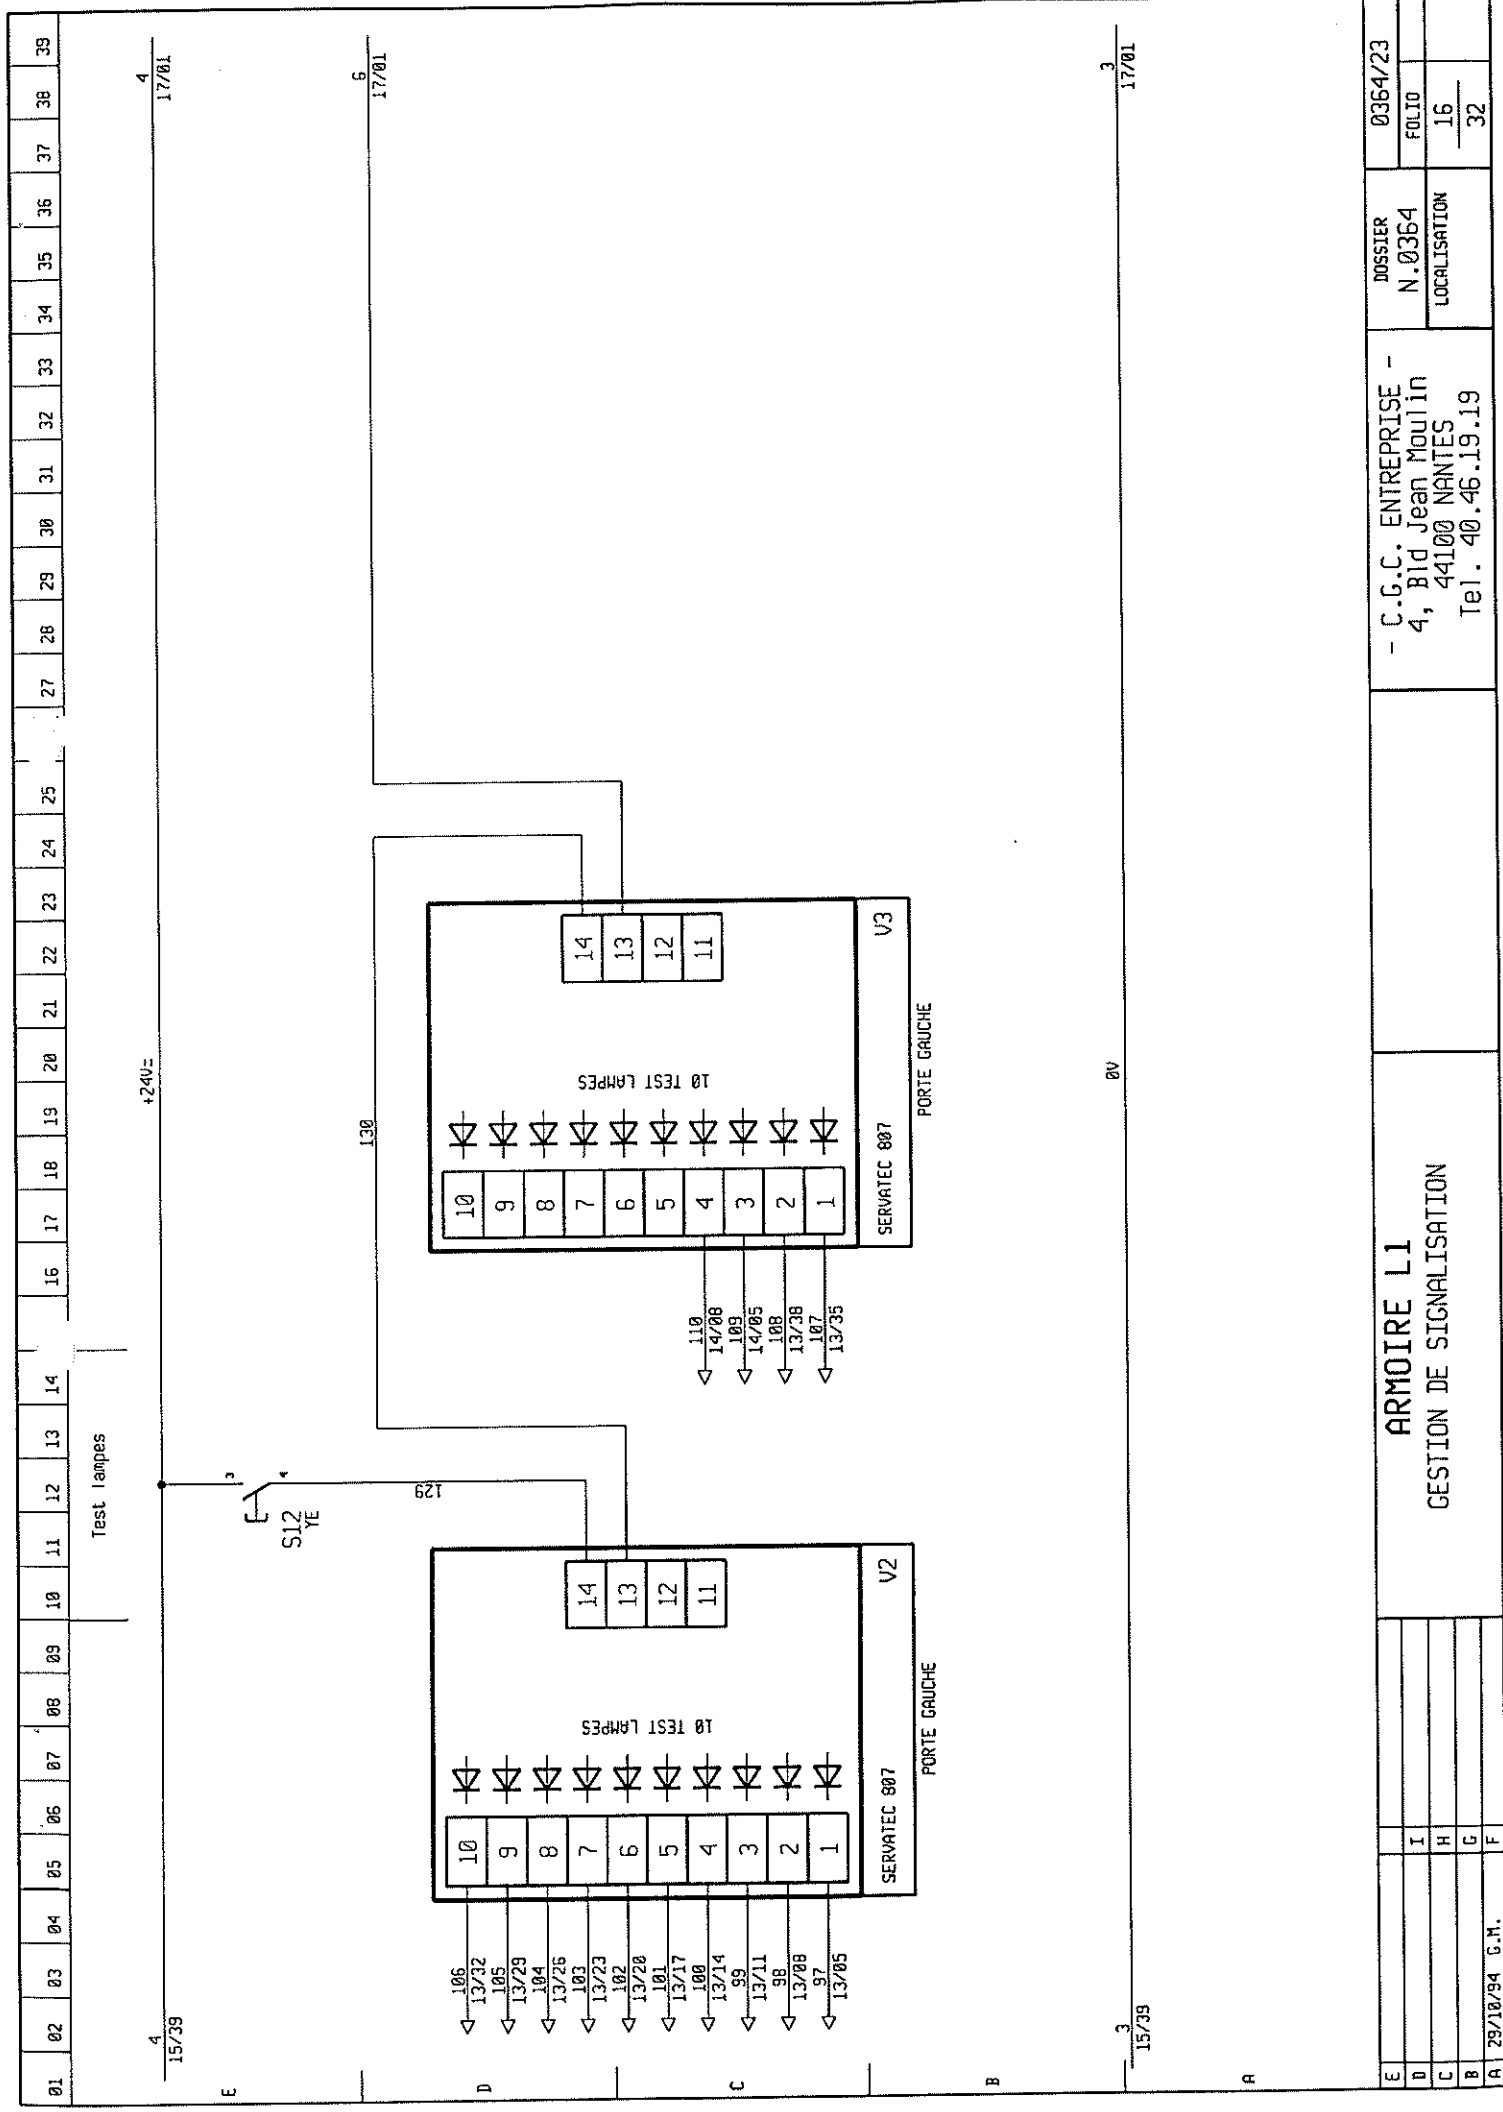 01 02 03 04 05 06 07 08 09 10 11 12 13 14 16 17 18 19 20 21 22 23 24 25 27 28 29 30 31 32 33 34 35 36 37 38 39
Test lampes
4
15/39
+24V=
4
17/01
E
D
C
B
A
S12
YE
3
4
129
130
6
17/01
106
13/32
105
13/29
104
13/26
103
13/23
102
13/20
101
13/17
100
13/14
99
13/11
98
13/08
97
13/05
10
9
8
7
6
5
4
3
2
1
10 TEST LAMPES
14
13
12
11
SERVATEC 807
V2
PORTE GAUCHE
110
14/08
109
14/05
108
13/38
107
13/35
10
9
8
7
6
5
4
3
2
1
10 TEST LAMPES
14
13
12
11
SERVATEC 807
V3
PORTE GAUCHE
3
15/39
0V
3
17/01
E
D I
C H
B G
A 29/10/94 G.M. F
ARMOIRE L1
GESTION DE SIGNALISATION
- C.G.C. ENTREPRISE -
4, Bld Jean Moulin
44100 NANTES
Tel. 40.46.19.19
DOSSIER
N.0364
LOCALISATION
0364/23
FOLIO
16
32